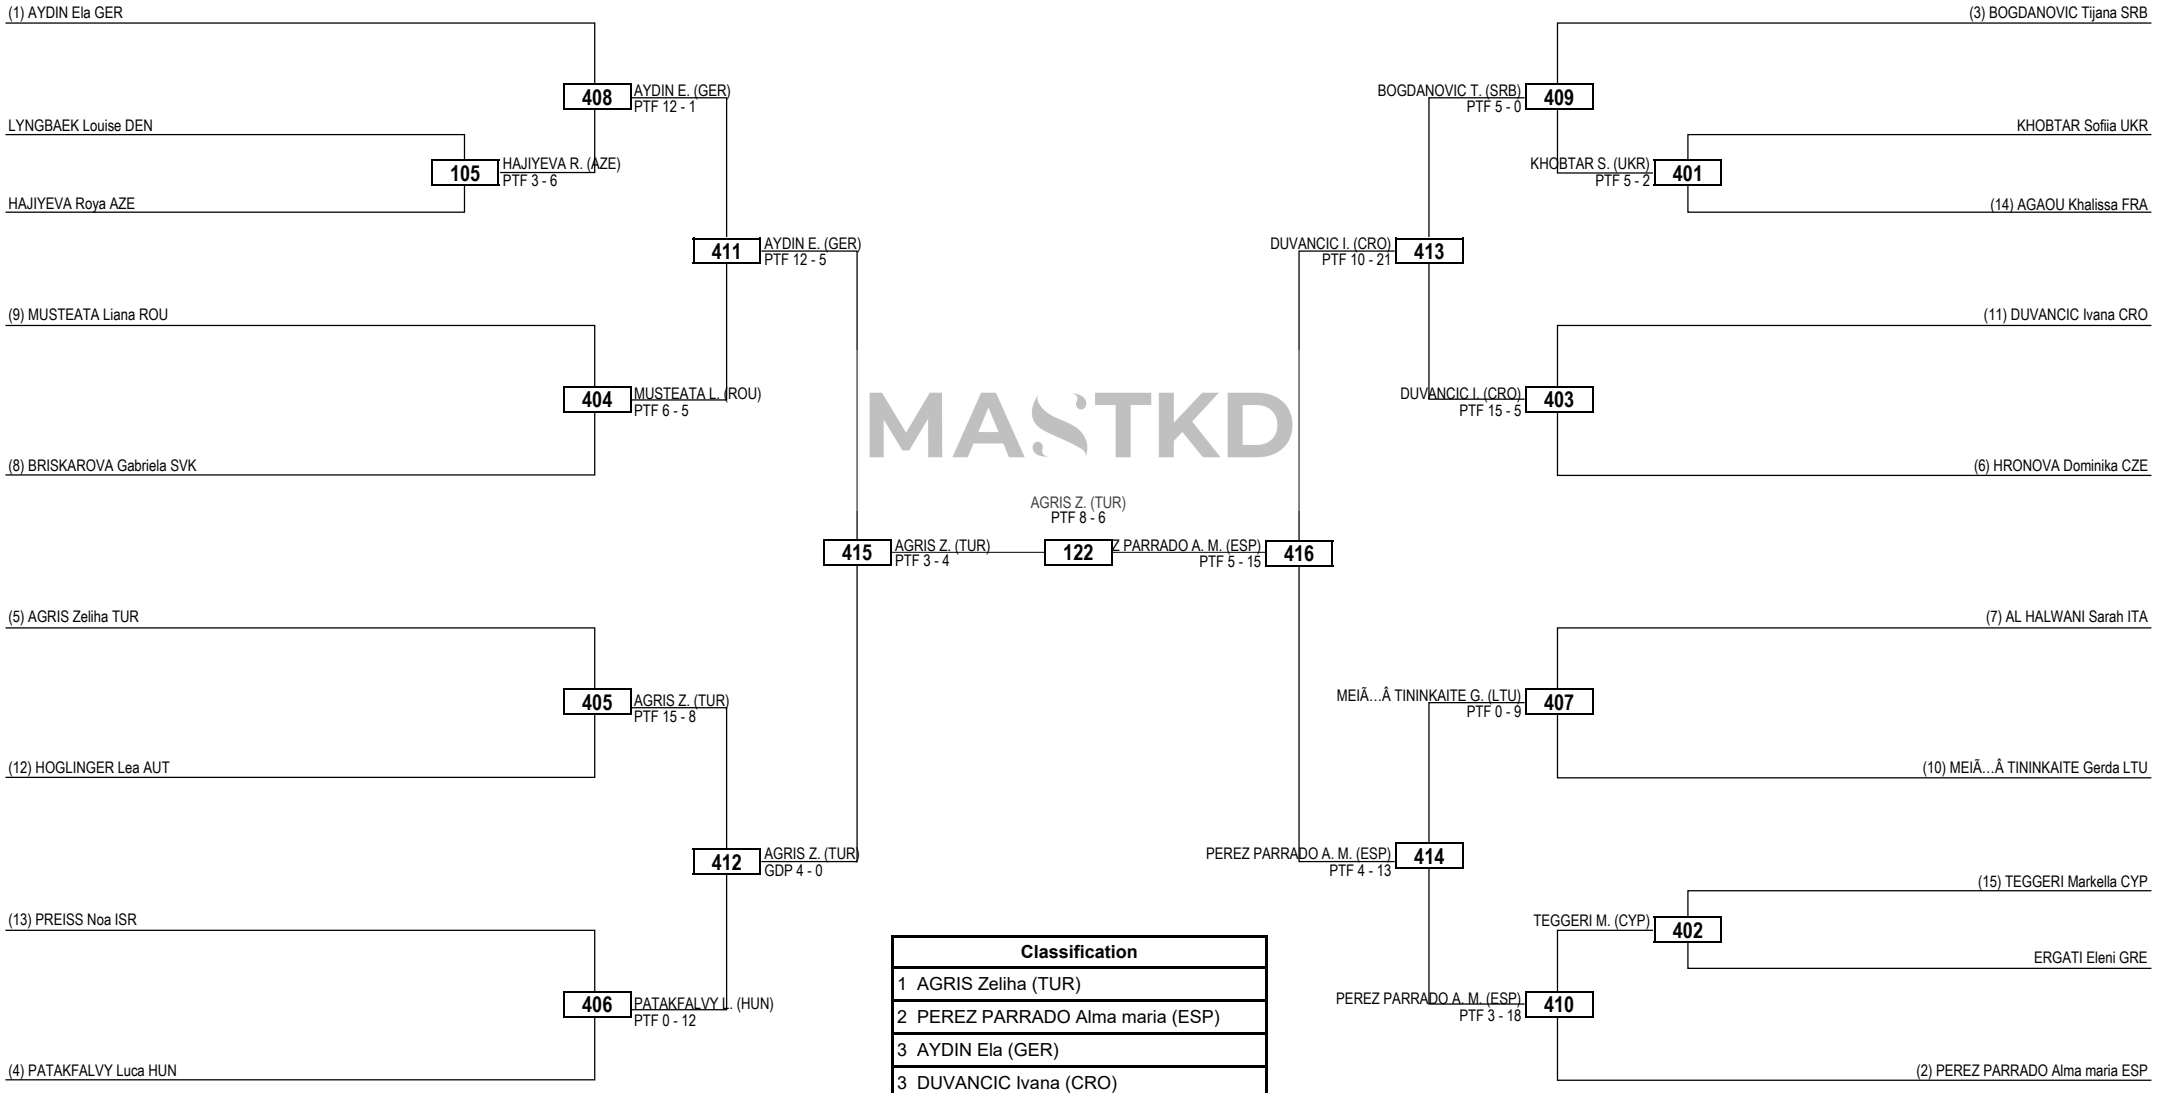 (1) AYDIN Ela GER
408
AYDIN E. (GER)
PTF 12 - 1
LYNGBAEK Louise DEN
105
HAJIYEVA R. (AZE)
PTF 3 - 6
HAJIYEVA Roya AZE
411
AYDIN E. (GER)
PTF 12 - 5
(9) MUSTEATA Liana ROU
404
MUSTEATA L. (ROU)
PTF 6 - 5
(8) BRISKAROVA Gabriela SVK
415
AGRIS Z. (TUR)
PTF 3 - 4
(5) AGRIS Zeliha TUR
405
AGRIS Z. (TUR)
PTF 15 - 8
(12) HOGLINGER Lea AUT
412
AGRIS Z. (TUR)
GDP 4 - 0
(13) PREISS Noa ISR
406
PATAKFALVY L. (HUN)
PTF 0 - 12
(4) PATAKFALVY Luca HUN
MASTKD
AGRIS Z. (TUR)
PTF 8 - 6
122
(3) BOGDANOVIC Tijana SRB
BOGDANOVIC T. (SRB)
PTF 5 - 0
409
KHOBTAR Sofiia UKR
KHOBTAR S. (UKR)
PTF 5 - 2
401
(14) AGAOU Khalissa FRA
DUVANCIC I. (CRO)
PTF 10 - 21
413
(11) DUVANCIC Ivana CRO
DUVANCIC I. (CRO)
PTF 15 - 5
403
(6) HRONOVA Dominika CZE
Z PARRADO A. M. (ESP)
PTF 5 - 15
416
(7) AL HALWANI Sarah ITA
MEIÃ…Â TININKAITE G. (LTU)
PTF 0 - 9
407
(10) MEIÃ…Â TININKAITE Gerda LTU
PEREZ PARRADO A. M. (ESP)
PTF 4 - 13
414
(15) TEGGERI Markella CYP
TEGGERI M. (CYP)
402
ERGATI Eleni GRE
PEREZ PARRADO A. M. (ESP)
PTF 3 - 18
410
(2) PEREZ PARRADO Alma maria ESP
Classification
1 AGRIS Zeliha (TUR)
2 PEREZ PARRADO Alma maria (ESP)
3 AYDIN Ela (GER)
3 DUVANCIC Ivana (CRO)